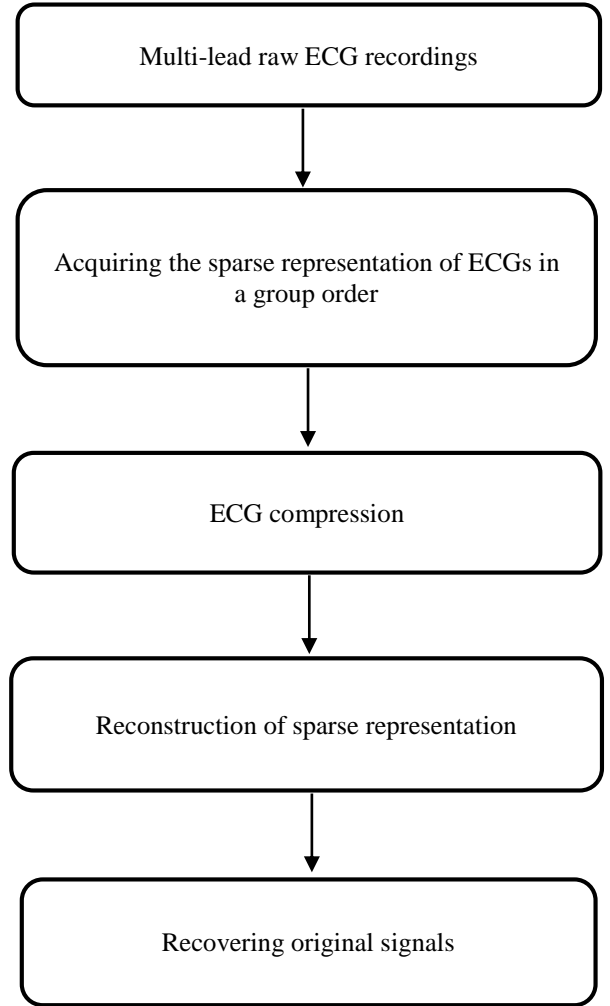 Multi-lead raw ECG recordings
Acquiring the sparse representation of ECGs in
a group order
ECG compression
Reconstruction of sparse representation
Recovering original signals